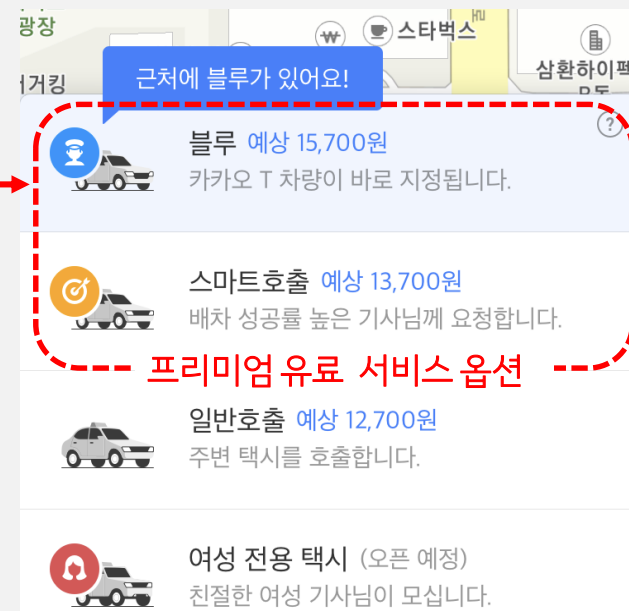 광장
₩
스타벅스
거킹
삼환하이펙
근처에 블루가 있어요!
?
블루 예상 15,700원
카카오 T 차량이 바로 지정됩니다.
스마트호출 예상 13,700원
배차 성공률 높은 기사님께 요청합니다.
프리미엄 유료 서비스 옵션
일반호출 예상 12,700원
주변 택시를 호출합니다.
여성 전용 택시 (오픈 예정)
친절한 여성 기사님이 모십니다.